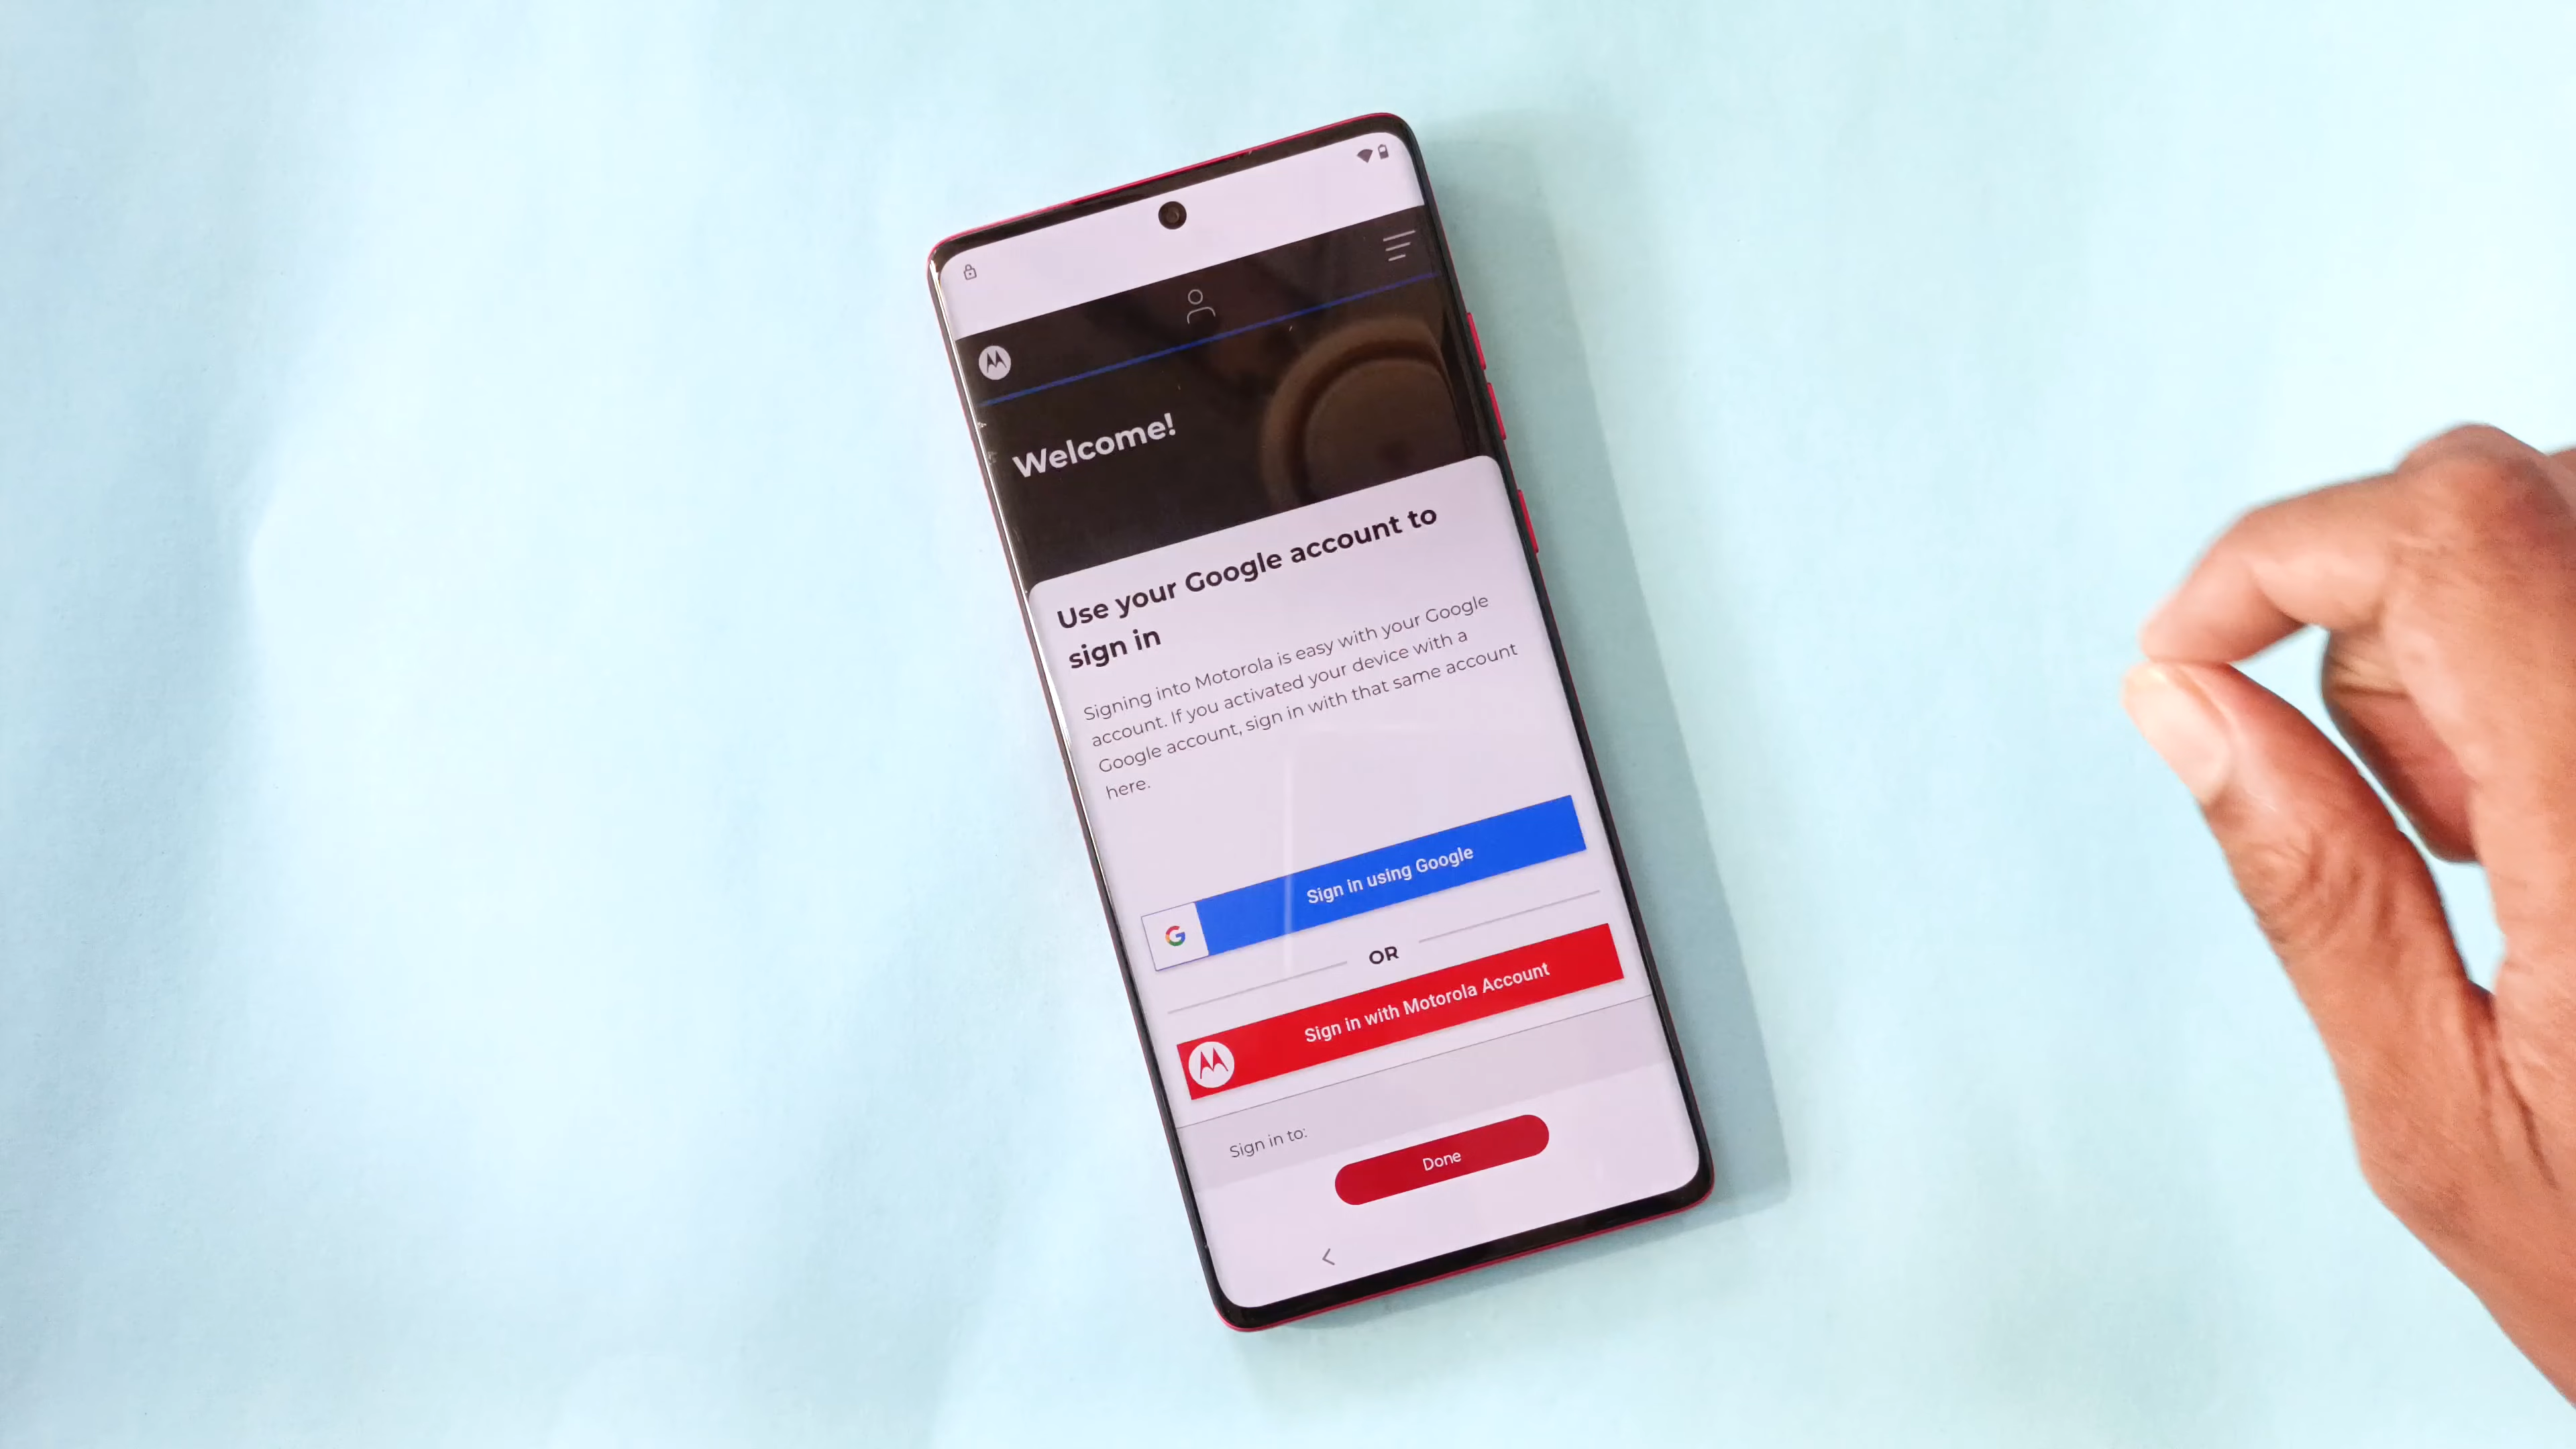 Welcome!
Use your Google account to
sign in
Signing into Motorola is easy with your Google
account. If you activated your device with a
Google account, sign in with that same account
here.
G Sign in using Google
OR
Sign in with Motorola Account
Sign in to:
Done